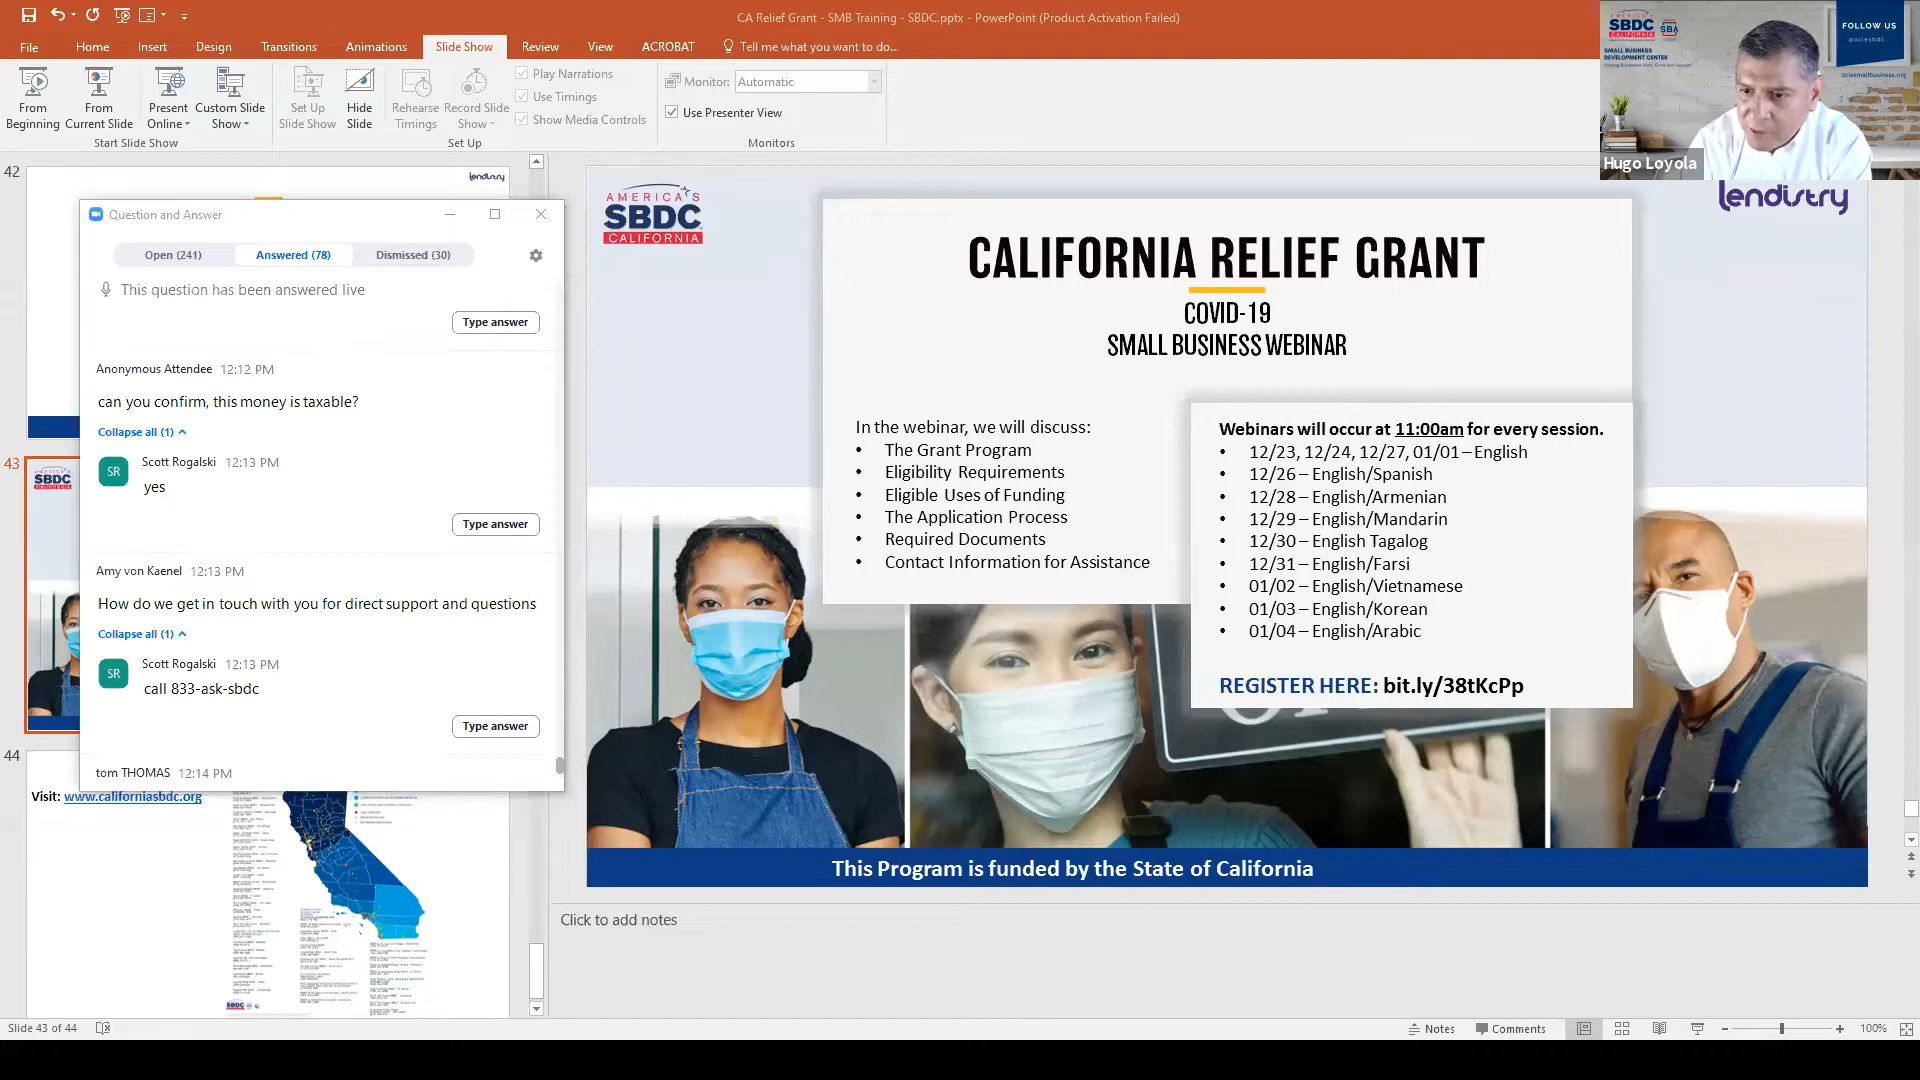 CA Relief Grant - SMB Training - SBDC.pptx - PowerPoint (Product Activation Failed)
File Home Insert Design Transitions Animations Slide Show Review View ACROBAT Tell me what you want to do...
From Beginning
From Current Slide
Present Online
Custom Slide Show
Start Slide Show
Set Up Slide Show
Hide Slide
Rehearse Timings
Record Slide Show
Play Narrations
Use Timings
Show Media Controls
Set Up
Monitor: Automatic
Use Presenter View
Monitors
AMERICA'S
SBDC
CALIFORNIA
SBA
SMALL BUSINESS
DEVELOPMENT CENTER
FOLLOW US
@ociesbdc
ociesmallbusiness.org
Hugo Loyola
42
lendistry
Question and Answer
Open (241) Answered (78) Dismissed (30)
This question has been answered live
Type answer
Anonymous Attendee 12:12 PM
can you confirm, this money is taxable?
Collapse all (1)
SR
Scott Rogalski 12:13 PM
yes
Type answer
Amy von Kaenel 12:13 PM
How do we get in touch with you for direct support and questions
Collapse all (1)
SR
Scott Rogalski 12:13 PM
call 833-ask-sbdc
Type answer
tom THOMAS 12:14 PM
43
SBDC
44
Visit: www.californiasbdc.org
SBDC
AMERICA'S
SBDC
CALIFORNIA
lendistry
CALIFORNIA RELIEF GRANT
COVID-19
SMALL BUSINESS WEBINAR
In the webinar, we will discuss:
• The Grant Program
• Eligibility Requirements
• Eligible Uses of Funding
• The Application Process
• Required Documents
• Contact Information for Assistance
Webinars will occur at 11:00am for every session.
• 12/23, 12/24, 12/27, 01/01 – English
• 12/26 – English/Spanish
• 12/28 – English/Armenian
• 12/29 – English/Mandarin
• 12/30 – English Tagalog
• 12/31 – English/Farsi
• 01/02 – English/Vietnamese
• 01/03 – English/Korean
• 01/04 – English/Arabic
REGISTER HERE: bit.ly/38tKcPp
This Program is funded by the State of California
Click to add notes
Slide 43 of 44
Notes Comments 100%